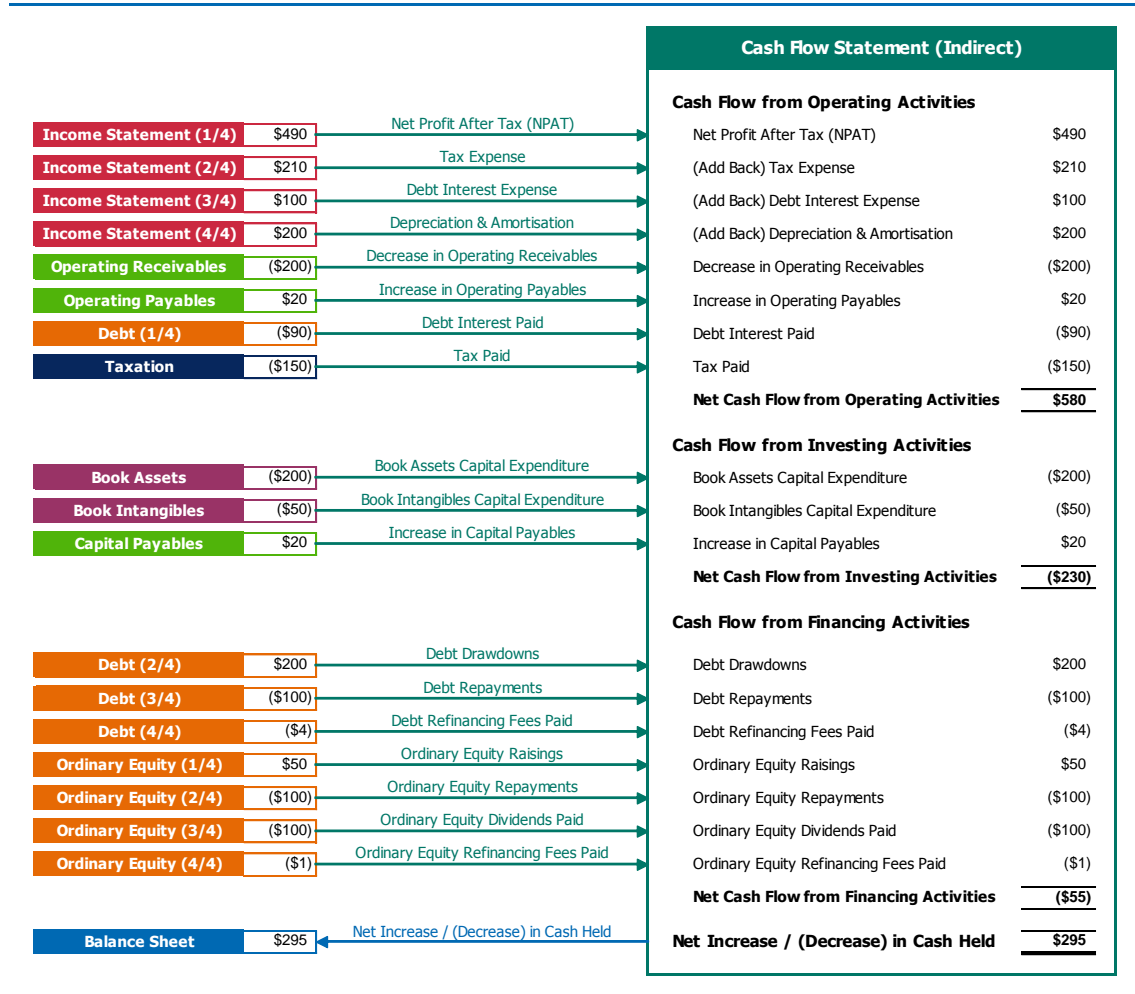 Cash Flow Statement (Indirect)
Cash Flow from Operating Activities
Income Statement (1/4) $490 Net Profit After Tax (NPAT) Net Profit After Tax (NPAT) $490
Income Statement (2/4) $210 Tax Expense (Add Back) Tax Expense $210
Income Statement (3/4) $100 Debt Interest Expense (Add Back) Debt Interest Expense $100
Income Statement (4/4) $200 Depreciation & Amortisation (Add Back) Depreciation & Amortisation $200
Operating Receivables ($200) Decrease in Operating Receivables Decrease in Operating Receivables ($200)
Operating Payables $20 Increase in Operating Payables Increase in Operating Payables $20
Debt (1/4) ($90) Debt Interest Paid Debt Interest Paid ($90)
Taxation ($150) Tax Paid Tax Paid ($150)
Net Cash Flow from Operating Activities $580
Cash Flow from Investing Activities
Book Assets ($200) Book Assets Capital Expenditure Book Assets Capital Expenditure ($200)
Book Intangibles ($50) Book Intangibles Capital Expenditure Book Intangibles Capital Expenditure ($50)
Capital Payables $20 Increase in Capital Payables Increase in Capital Payables $20
Net Cash Flow from Investing Activities ($230)
Cash Flow from Financing Activities
Debt (2/4) $200 Debt Drawdowns Debt Drawdowns $200
Debt (3/4) ($100) Debt Repayments Debt Repayments ($100)
Debt (4/4) ($4) Debt Refinancing Fees Paid Debt Refinancing Fees Paid ($4)
Ordinary Equity (1/4) $50 Ordinary Equity Raisings Ordinary Equity Raisings $50
Ordinary Equity (2/4) ($100) Ordinary Equity Repayments Ordinary Equity Repayments ($100)
Ordinary Equity (3/4) ($100) Ordinary Equity Dividends Paid Ordinary Equity Dividends Paid ($100)
Ordinary Equity (4/4) ($1) Ordinary Equity Refinancing Fees Paid Ordinary Equity Refinancing Fees Paid ($1)
Net Cash Flow from Financing Activities ($55)
Balance Sheet $295 Net Increase / (Decrease) in Cash Held Net Increase / (Decrease) in Cash Held $295